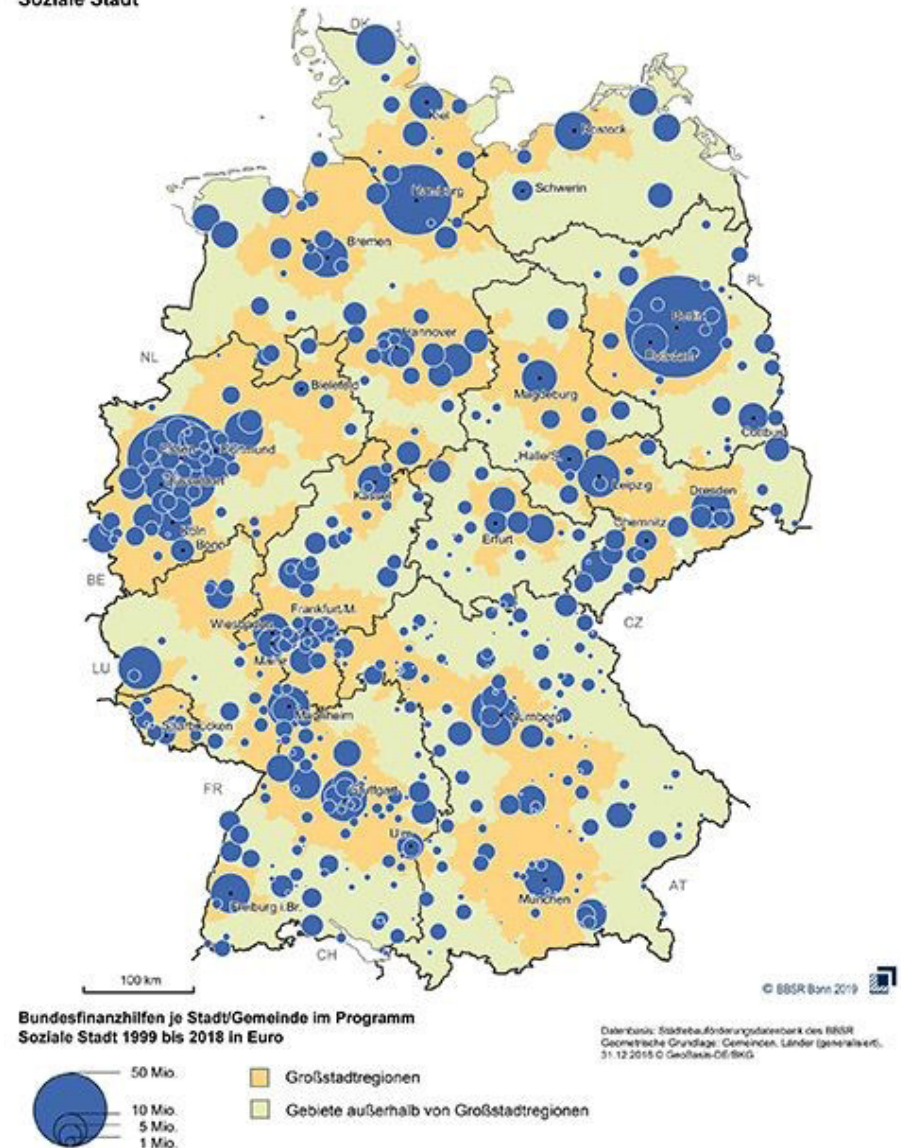 Soziale Stadt
DK
Kiel
Rostock
Hamburg
Schwerin
Bremen
PL
Berlin
Hannover
Potsdam
NL
Bielefeld
Magdeburg
Cottbus
Essen
Dortmund
Halle/S.
Düsseldorf
Leipzig
Kassel
Dresden
Köln
Chemnitz
Erfurt
Bonn
BE
Frankfurt/M.
Wiesbaden
CZ
Mainz
LU
Mannheim
Nürnberg
Saarbrücken
FR
Stuttgart
Ulm
AT
München
Freiburg i.Br.
CH
100 km
© BBSR Bonn 2019
Bundesfinanzhilfen je Stadt/Gemeinde im Programm
Soziale Stadt 1999 bis 2018 in Euro
Datenbasis: Städtebauförderungsdatenbank des BBSR
Geometrische Grundlage: Gemeinden, Länder (generalisiert),
31.12.2016 © GeoBasis-DE/BKG
50 Mio.
10 Mio.
5 Mio.
1 Mio.
Großstadtregionen
Gebiete außerhalb von Großstadtregionen